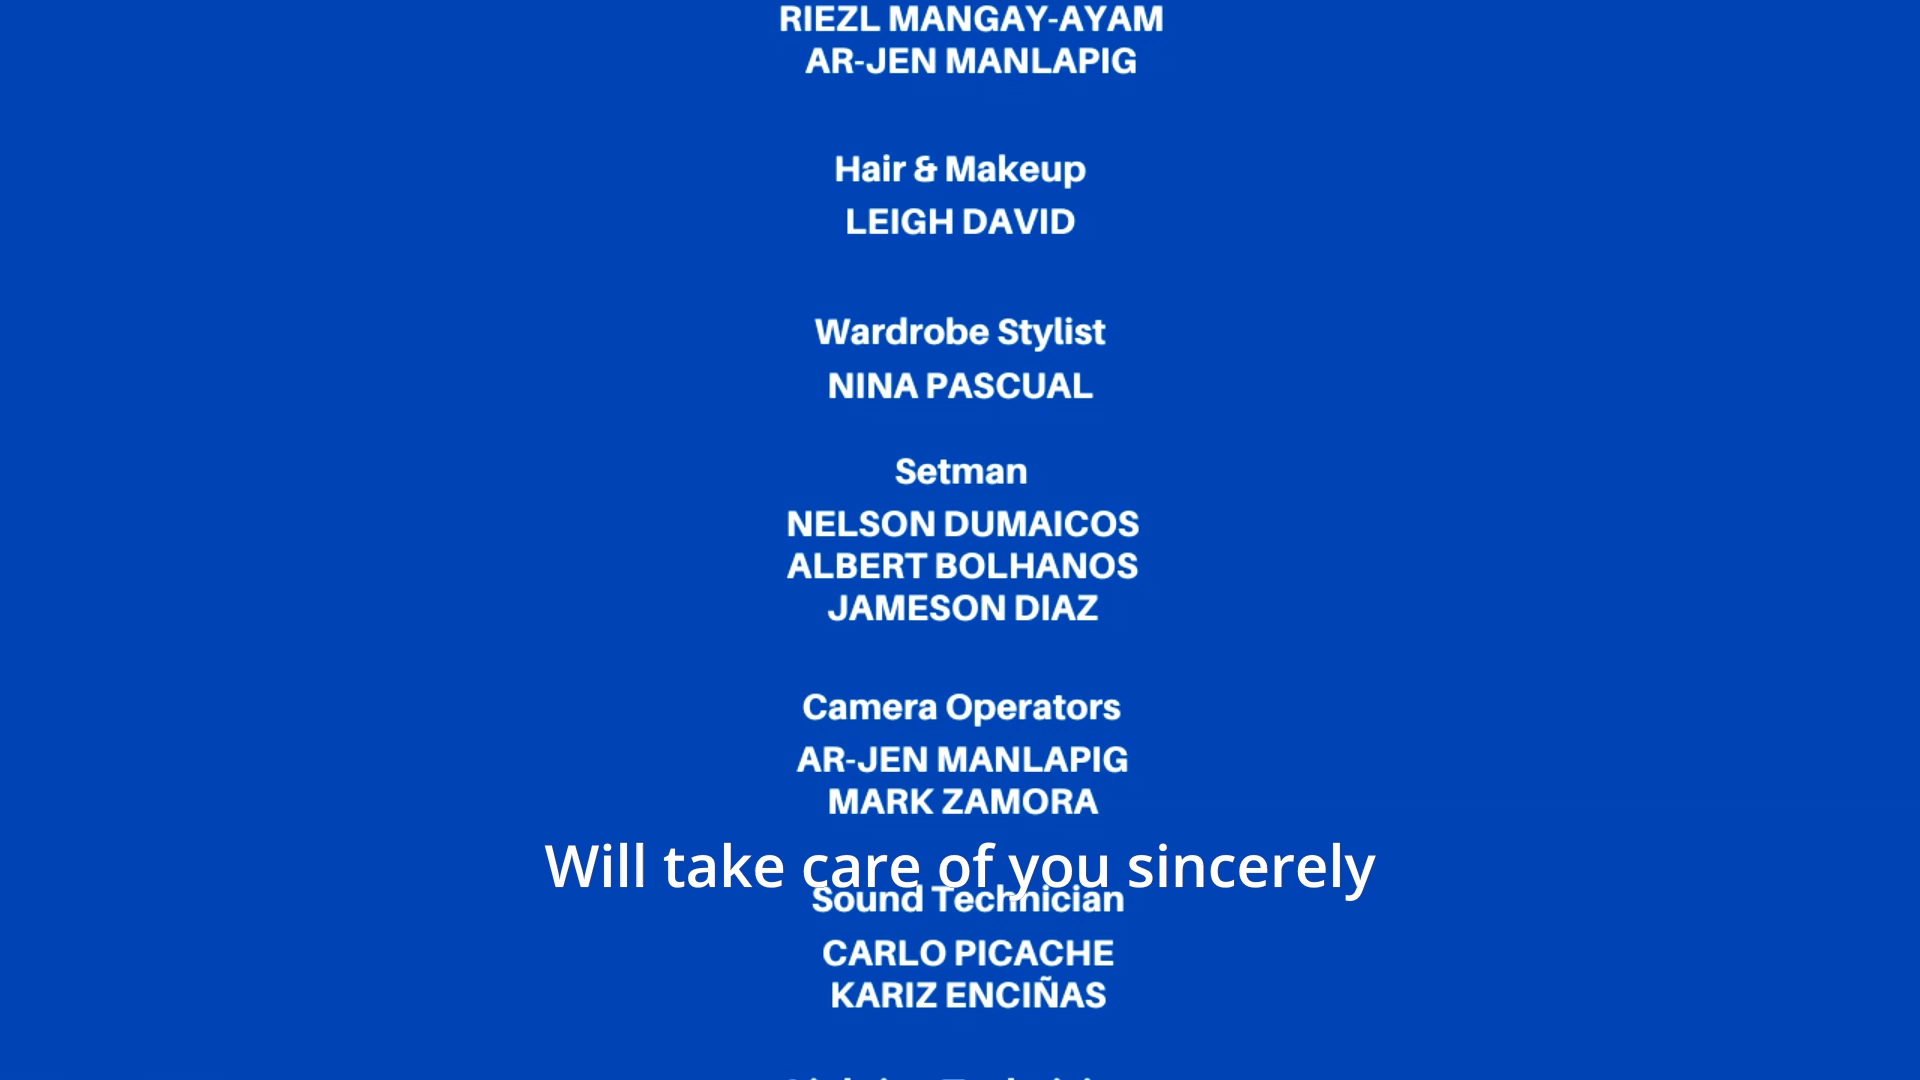 RIEZL MANGAY-AYAM
AR-JEN MANLAPIG
Hair & Makeup
LEIGH DAVID
Wardrobe Stylist
NINA PASCUAL
Setman
NELSON DUMAICOS
ALBERT BOLHANOS
JAMESON DIAZ
Camera Operators
AR-JEN MANLAPIG
MARK ZAMORA
Will take care of you sincerely
Sound Technician
CARLO PICACHE
KARIZ ENCIÑAS